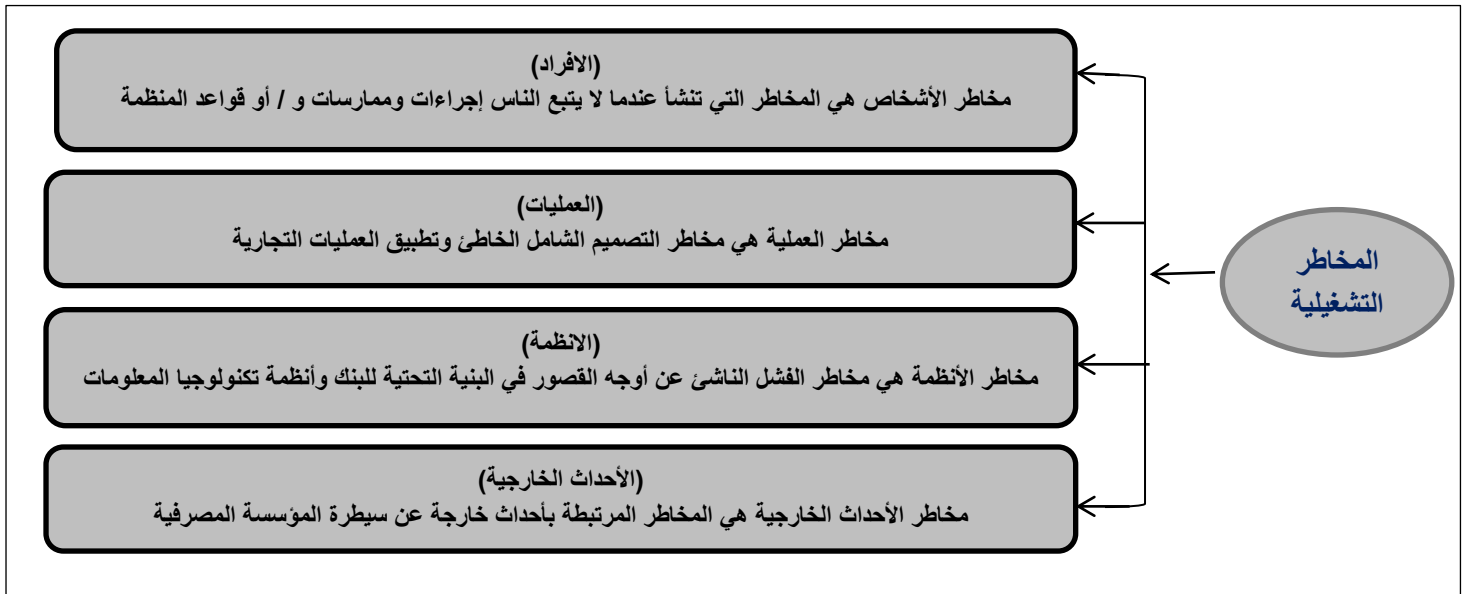 (الافراد)
مخاطر الأشخاص هي المخاطر التي تنشأ عندما لا يتبع الناس إجراءات وممارسات و / أو قواعد المنظمة
(العمليات)
مخاطر العملية هي مخاطر التصميم الشامل الخاطئ وتطبيق العمليات التجارية
المخاطر
التشغيلية
(الانظمة)
مخاطر الأنظمة هي مخاطر الفشل الناشئ عن أوجه القصور في البنية التحتية للبنك وأنظمة تكنولوجيا المعلومات
(الأحداث الخارجية)
مخاطر الأحداث الخارجية هي المخاطر المرتبطة بأحداث خارجة عن سيطرة المؤسسة المصرفية